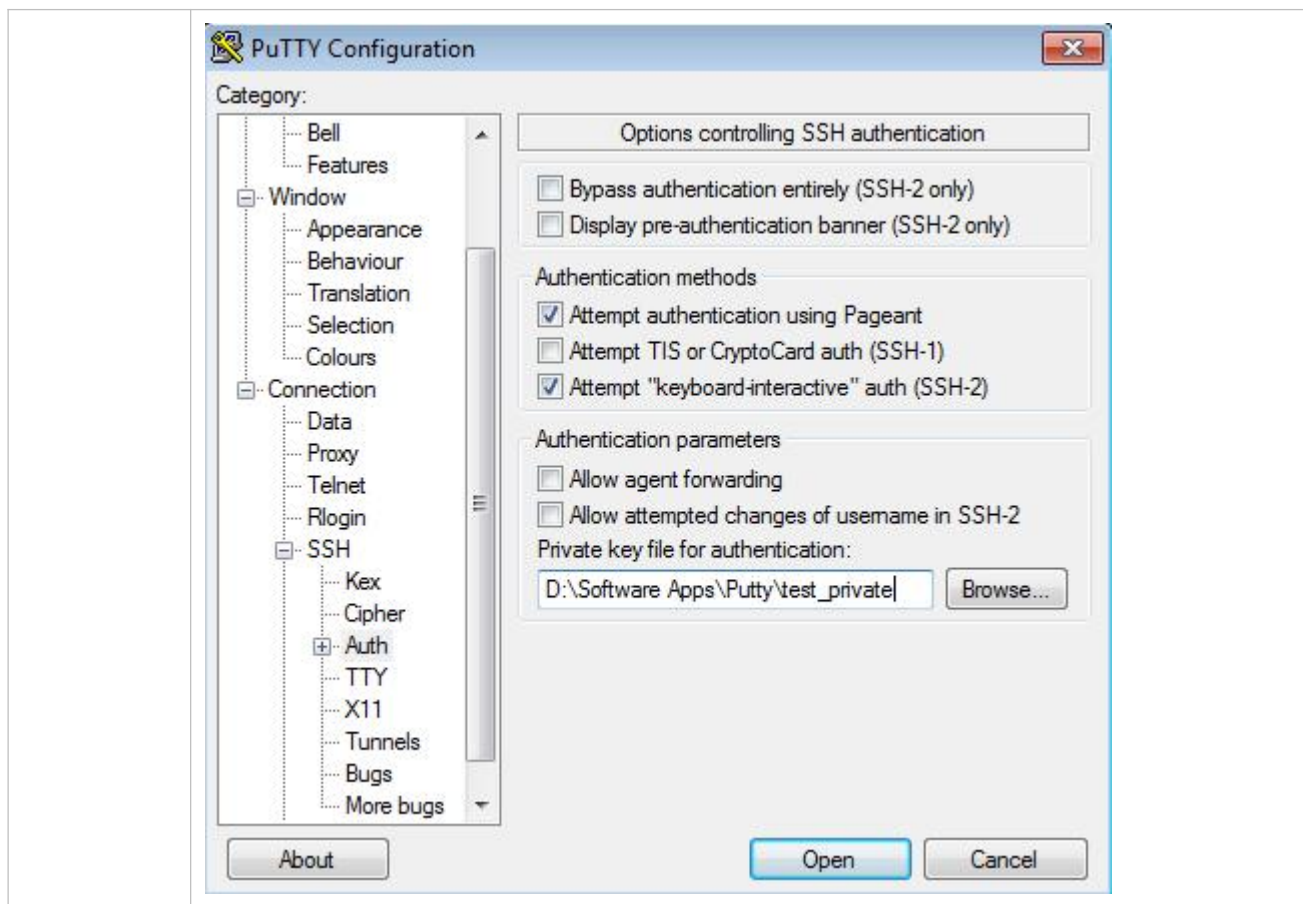 PuTTY Configuration
Category:
Bell
Features
Window
Appearance
Behaviour
Translation
Selection
Colours
Connection
Data
Proxy
Telnet
Rlogin
SSH
Kex
Cipher
Auth
TTY
X11
Tunnels
Bugs
More bugs
Options controlling SSH authentication
Bypass authentication entirely (SSH-2 only)
Display pre-authentication banner (SSH-2 only)
Authentication methods
Attempt authentication using Pageant
Attempt TIS or CryptoCard auth (SSH-1)
Attempt "keyboard-interactive" auth (SSH-2)
Authentication parameters
Allow agent forwarding
Allow attempted changes of username in SSH-2
Private key file for authentication:
D:\Software Apps\Putty\test_private
Browse...
About
Open
Cancel